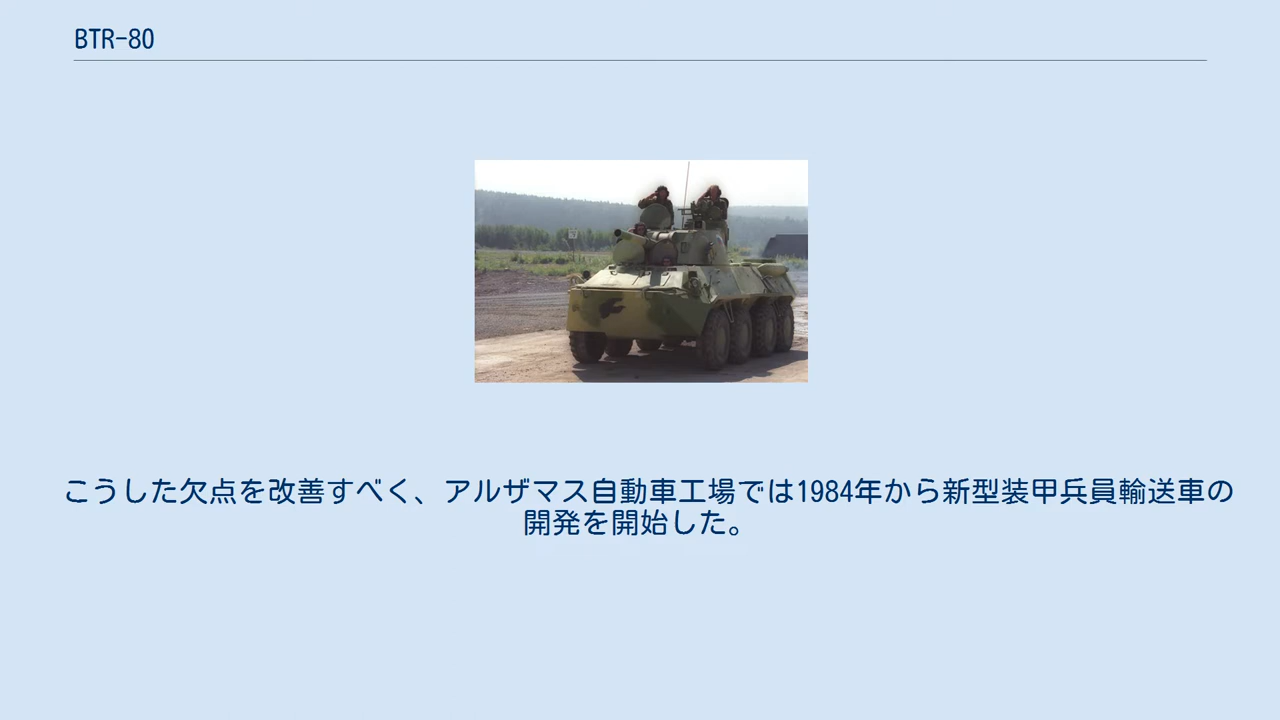 BTR-80
こうした欠点を改善すべく、アルザマス自動車工場では1984年から新型装甲兵員輸送車の
開発を開始した。